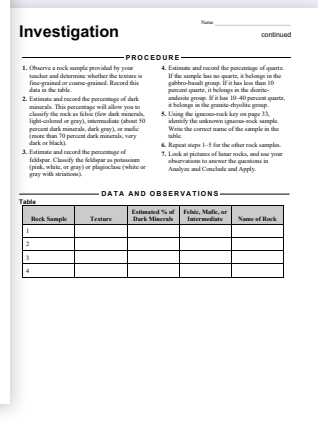 Name
Investigation
continued
PROCEDURE
1. Observe a rock sample provided by your
teacher and determine whether the texture is
fine-grained or coarse-grained. Record this
data in the table.
2. Estimate and record the percentage of dark
minerals. This percentage will allow you to
classify the rock as felsic (few dark minerals,
light-colored or gray), intermediate (about 50
percent dark minerals, dark gray), or mafic
(more than 70 percent dark minerals, very
dark or black).
3. Estimate and record the percentage of
feldspar. Classify the feldspar as potassium
(pink, white, or gray) or plagioclase (white or
gray with striations).
4. Estimate and record the percentage of quartz.
If the sample has no quartz, it belongs in the
gabbro-basalt group. If it has less than 10
percent quartz, it belongs in the diorite-
andesite group. If it has 10–40 percent quartz,
it belongs in the granite-rhyolite group.
5. Using the igneous-rock key on page 33,
identify the unknown igneous-rock sample.
Write the correct name of the sample in the
table.
6. Repeat steps 1–5 for the other rock samples.
7. Look at pictures of lunar rocks, and use your
observations to answer the questions in
Analyze and Conclude and Apply.
DATA AND OBSERVATIONS
Table
Rock Sample
Texture
Estimated % of
Dark Minerals
Felsic, Mafic, or
Intermediate
Name of Rock
1
2
3
4